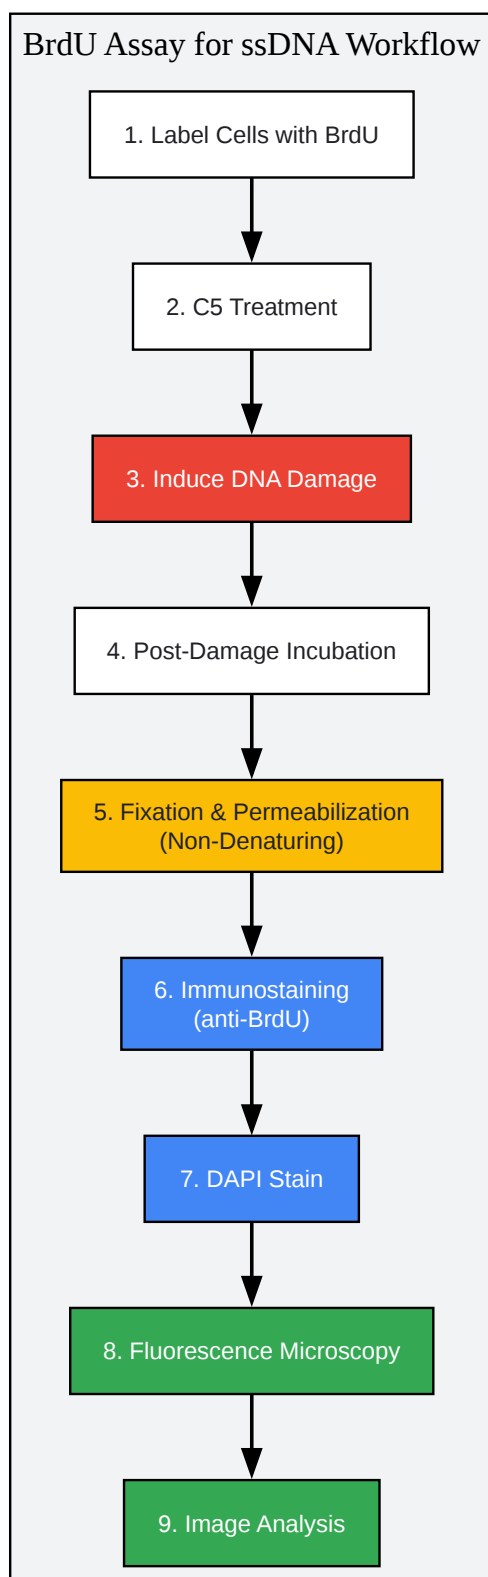 BrdU Assay for ssDNA Workflow
1. Label Cells with BrdU
2. C5 Treatment
3. Induce DNA Damage
4. Post-Damage Incubation
5. Fixation & Permeabilization
(Non-Denaturing)
6. Immunostaining
(anti-BrdU)
7. DAPI Stain
8. Fluorescence Microscopy
9. Image Analysis